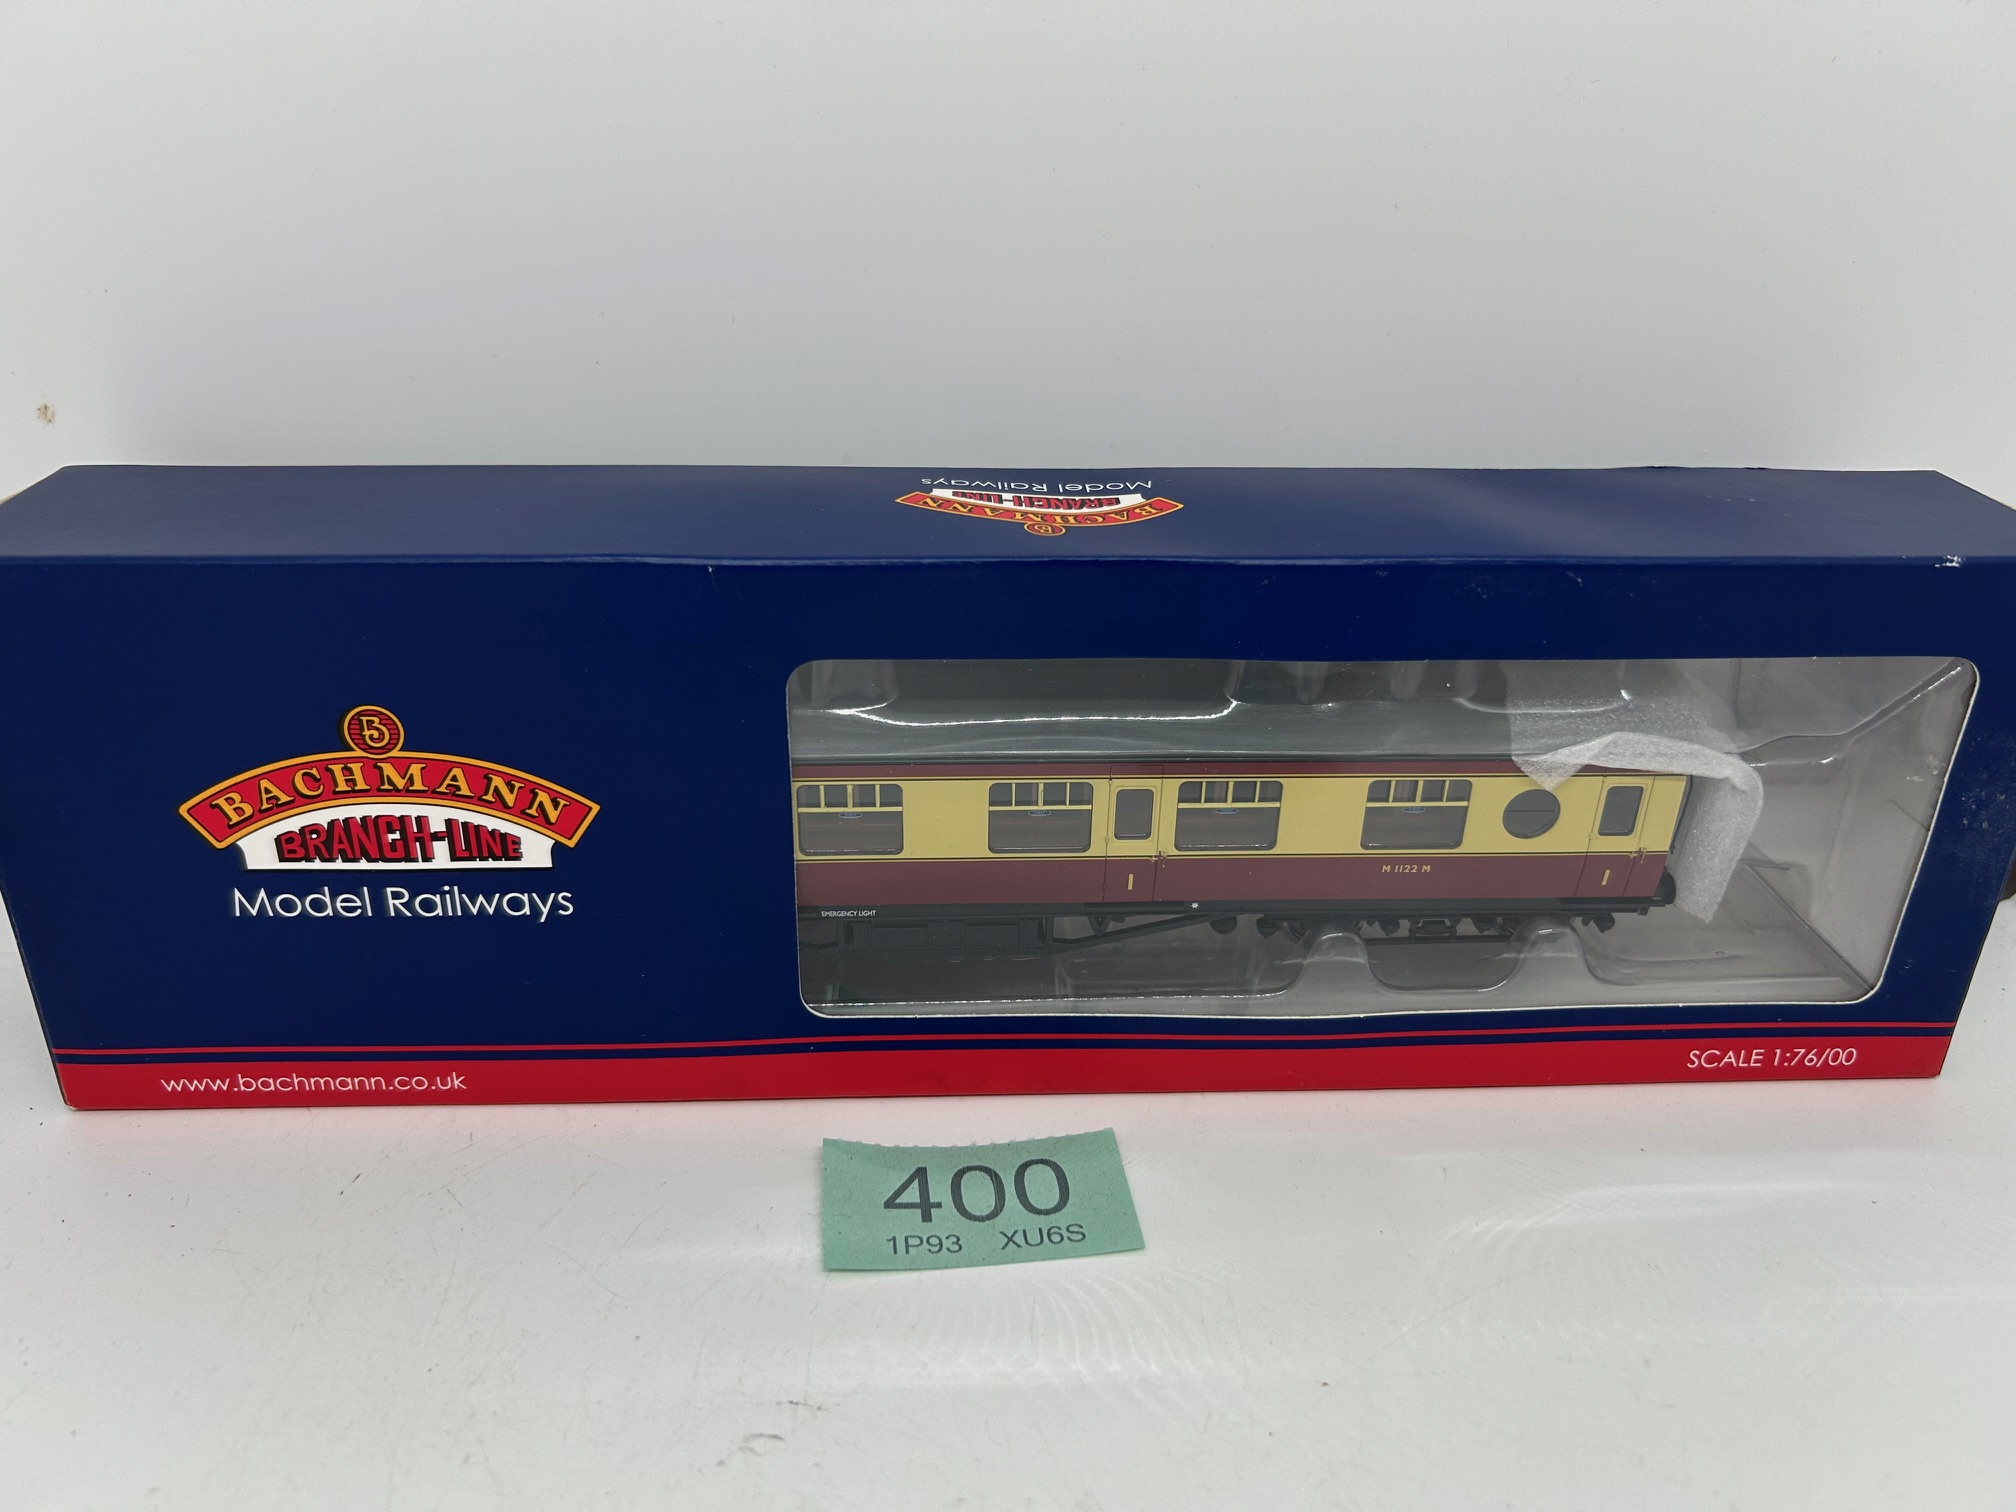 Model Railways
BRANCH-LINE
BACHMANN
B
B
BACHMANN
BRANCH-LINE
Model Railways
M 1122 M
EMERGENCY LIGHT
www.bachmann.co.uk
SCALE 1:76/00
400
1P93 XU6S